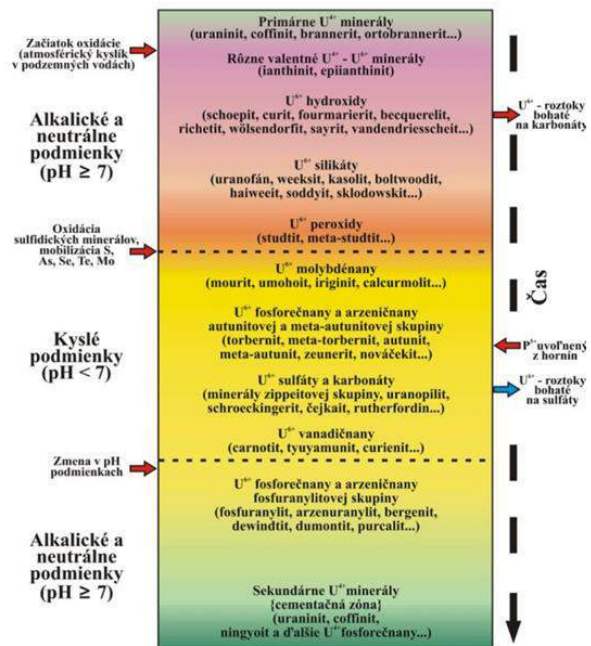 Primárne U⁴⁺ minerály
(uraninit, coffinit, brannerit, ortobrannerit...)
Začiatok oxidácie
(atmosférický kyslík
v podzemných vodách)
Rôzne valentné U⁴⁺ - U⁶⁺ minerály
(ianthinit, epiianthinit)
U⁶⁺ hydroxidy
(schoepit, curit, fourmarierit, becquerelit,
richetit, wölsendorfit, sayrit, vandendriesscheit...)
U⁶⁺ - roztoky
bohaté
na karbonáty
Alkalické a
neutrálne
podmienky
(pH ≥ 7)
U⁶⁺ silikáty
(uranofán, weeksit, kasolit, boltwoodit,
haiweeit, soddyit, sklodowskit...)
U⁶⁺ peroxidy
(studtit, meta-studtit...)
Oxidácia
sulfidických minerálov,
mobilizácia S,
As, Se, Te, Mo
U⁶⁺ molybdénany
(mourit, umohoit, iriginit, calcurmolit...)
Čas
U⁶⁺ fosforečnany a arzeničnany
autunitovej a meta-autunitovej skupiny
(torbernit, meta-torbernit, autunit,
meta-autunit, zeunerit, nováčekit...)
Kyslé
podmienky
(pH < 7)
P⁵⁺uvoľnený
z hornín
U⁶⁺ sulfáty a karbonáty
(minerály zippeitovej skupiny, uranopilit,
schroeckingerit, čejkait, rutherfordin...)
U⁶⁺ - roztoky
bohaté
na sulfáty
U⁶⁺ vanadičnany
(carnotit, tyuyamunit, curienit...)
Zmena v pH
podmienkach
U⁶⁺ fosforečnany a arzeničnany
fosfuranylitovej skupiny
(fosfuranylit, arzenuranylit, bergenit,
dewindtit, dumontit, purcalit...)
Alkalické a
neutrálne
podmienky
(pH ≥ 7)
Sekundárne U⁴⁺ minerály
{cementačná zóna}
(uraninit, coffinit,
ningyoit a ďalšie U⁴⁺ fosforečnany...)